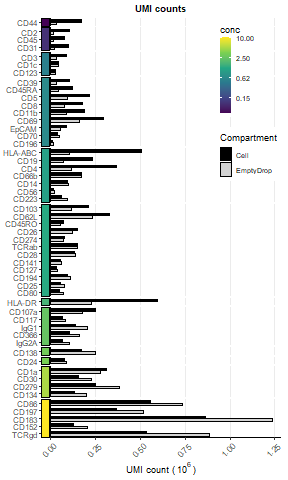 UMI counts
CD44
CD2
CD45
CD31
CD3
CD1c
CD123
CD39
CD45RA
CD5
CD8
CD11b
CD69
EpCAM
CD70
CD196
HLA-ABC
CD19
CD4
CD66b
CD14
CD56
CD223
CD103
CD62L
CD45RO
CD26
CD274
TCRab
CD28
CD141
CD127
CD194
CD25
CD80
HLA-DR
CD107a
CD117
IgG1
CD366
IgG2A
CD138
CD24
CD1a
CD30
CD279
CD134
CD86
CD197
CD183
CD152
TCRgd
0.00
0.25
0.50
0.75
1.00
1.25
UMI count ( 10^6 )
conc
10.00
2.50
0.62
0.15
Compartment
Cell
EmptyDrop